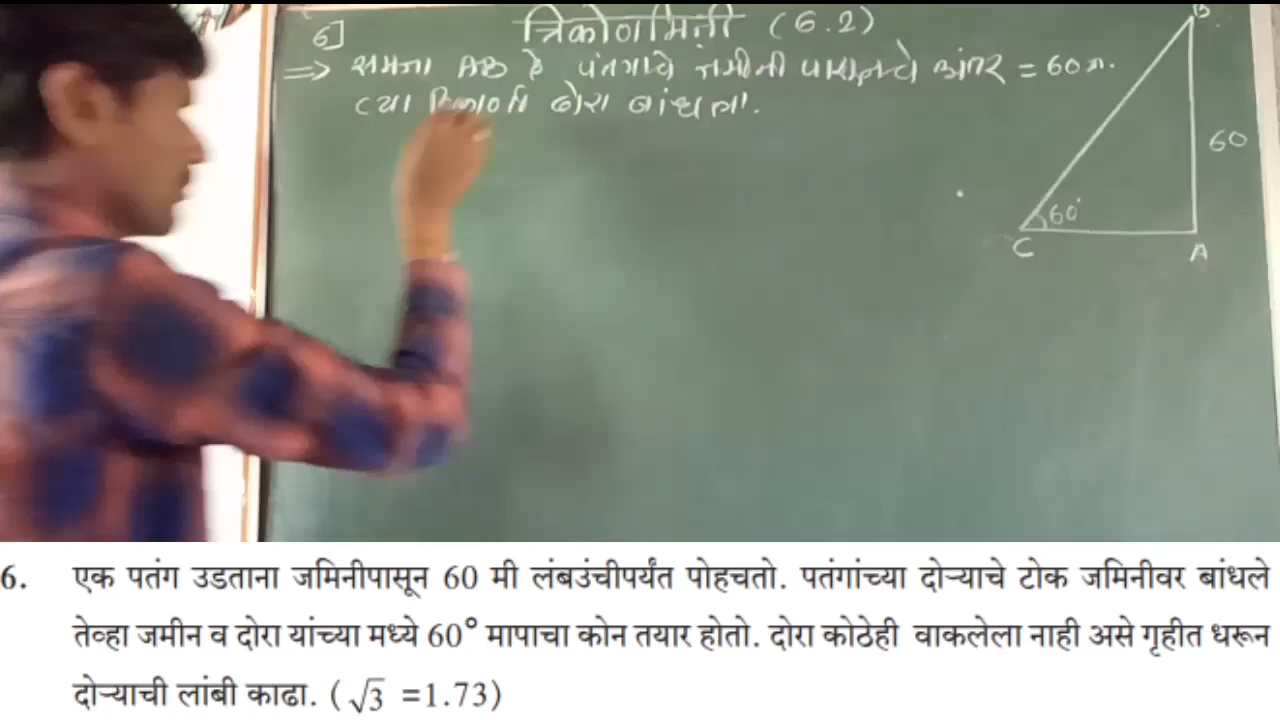 त्रिकोणमिती (6.2)
6]
⇒ समजा AB हे पंतगाचे जमीनी पासूनचे अंतर = 60 मी.
त्या ठिकाणी दोरा बांधला.
B
60
60°
C
A
6. एक पतंग उडताना जमिनीपासून 60 मी लंबउंचीपर्यंत पोहचतो. पतंगांच्या दोऱ्याचे टोक जमिनीवर बांधले
तेव्हा जमीन व दोरा यांच्या मध्ये 60° मापाचा कोन तयार होतो. दोरा कोठेही वाकलेला नाही असे गृहीत धरून
दोऱ्याची लांबी काढा. (√3 =1.73)